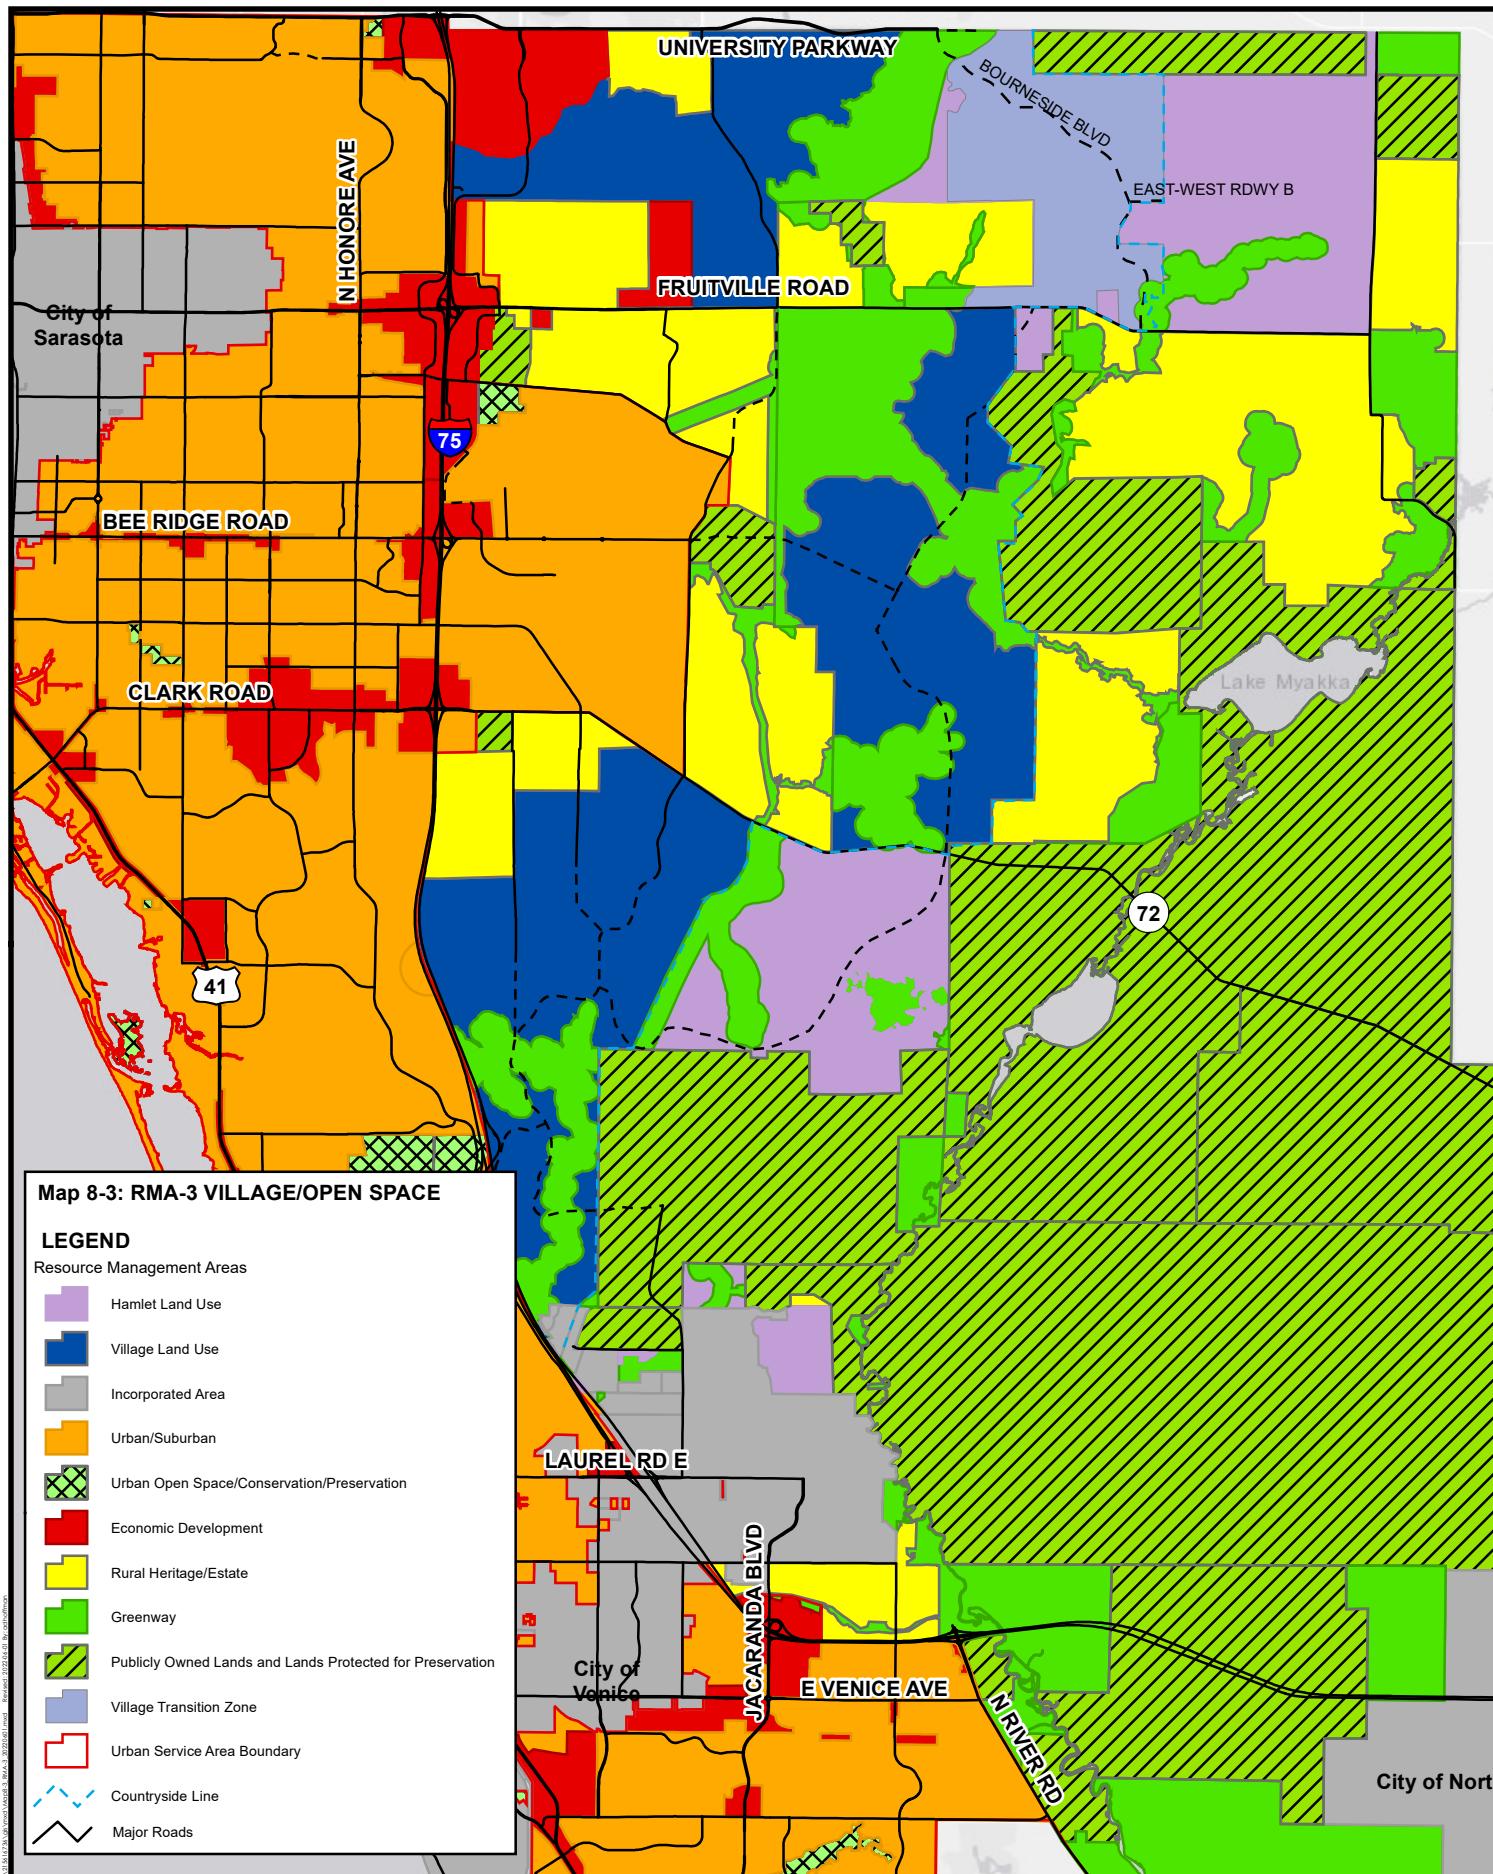 UNIVERSITY PARKWAY
BOURNESIDE BLVD
EAST-WEST RDWY B
N HONORE AVE
FRUITVILLE ROAD
City of
Sarasota
75
BEE RIDGE ROAD
CLARK ROAD
Lake Myakka
72
41
Map 8-3: RMA-3 VILLAGE/OPEN SPACE
LEGEND
Resource Management Areas
Hamlet Land Use
Village Land Use
Incorporated Area
Urban/Suburban
Urban Open Space/Conservation/Preservation
Economic Development
Rural Heritage/Estate
Greenway
Publicly Owned Lands and Lands Protected for Preservation
Village Transition Zone
Urban Service Area Boundary
Countryside Line
Major Roads
LAUREL RD E
JACARANDA BLVD
City of
Venice
E VENICE AVE
N RIVER RD
City of Nort